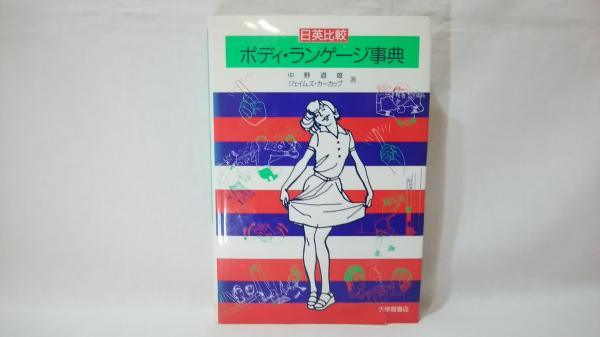 日英比較
ボディ・ランゲージ事典
中野道雄
ジェイムズ・カーカップ 著
大修館書店